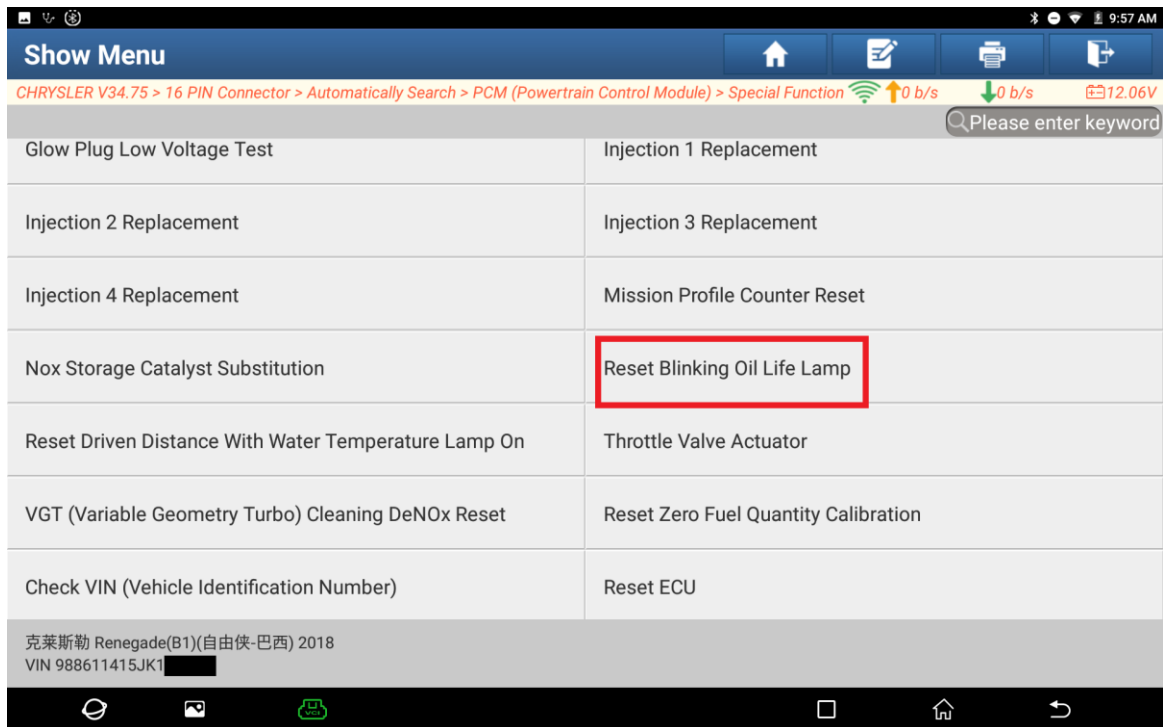 9:57 AM
Show Menu
CHRYSLER V34.75 > 16 PIN Connector > Automatically Search > PCM (Powertrain Control Module) > Special Function 0 b/s 0 b/s 12.06V
Please enter keyword
Glow Plug Low Voltage Test
Injection 1 Replacement
Injection 2 Replacement
Injection 3 Replacement
Injection 4 Replacement
Mission Profile Counter Reset
Nox Storage Catalyst Substitution
Reset Blinking Oil Life Lamp
Reset Driven Distance With Water Temperature Lamp On
Throttle Valve Actuator
VGT (Variable Geometry Turbo) Cleaning DeNOx Reset
Reset Zero Fuel Quantity Calibration
Check VIN (Vehicle Identification Number)
Reset ECU
克莱斯勒 Renegade(B1)(自由侠-巴西) 2018
VIN 988611415JK1
VCI